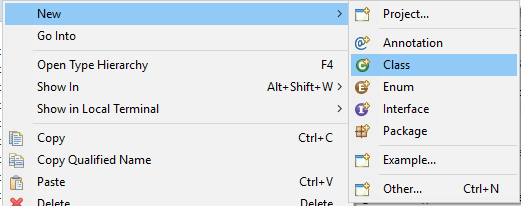 New
Go Into
Open Type Hierarchy F4
Show In Alt+Shift+W
Show in Local Terminal
Copy Ctrl+C
Copy Qualified Name
Paste Ctrl+V
Delete Delete
Project...
Annotation
Class
Enum
Interface
Package
Example...
Other... Ctrl+N